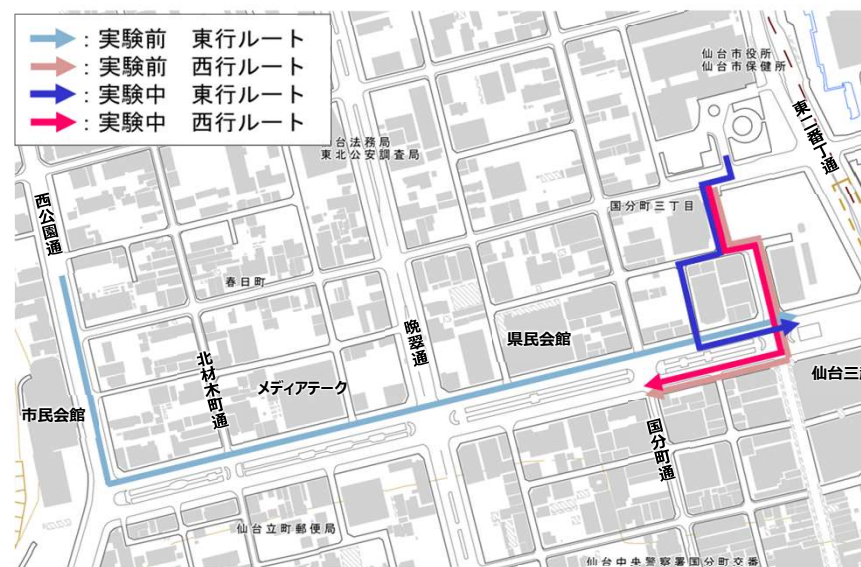 ：実験前　東行ルート
：実験前　西行ルート
：実験中　東行ルート
：実験中　西行ルート
仙台市役所
仙台市保健所
東二番丁通
台法務局
東北公安調査局
西公園通
国分町三丁目
春日町
晩翠通
県民会館
北材木町通
メディアテーク
仙台三
市民会館
国分町通
仙台立町郵便局
仙台中央警察署国分町交番